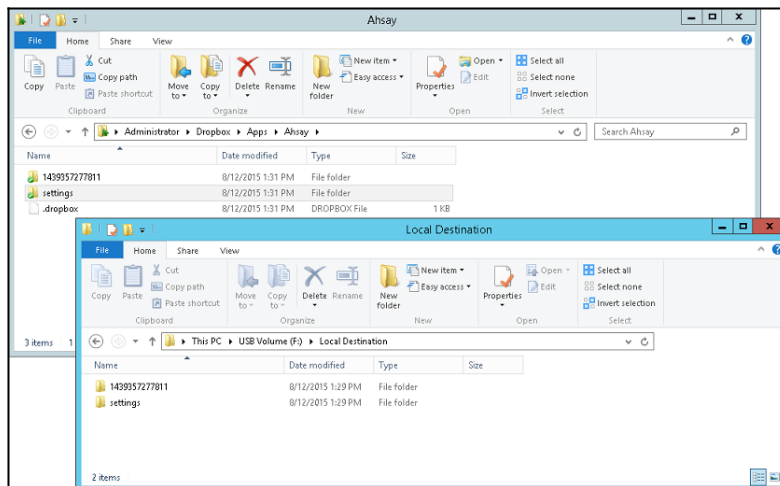 Ahsay
File Home Share View
Copy Paste Cut Copy path Paste shortcut
Move to Copy to Delete Rename
New folder New item Easy access
Properties Open Edit
Select all Select none Invert selection
Clipboard Organize New Open Select
Administrator Dropbox Apps Ahsay Search Ahsay
Name Date modified Type Size
1439357277811 8/12/2015 1:31 PM File folder
settings 8/12/2015 1:31 PM File folder
.dropbox 8/12/2015 1:31 PM DROPBOX File 1 KB
3 items 1
Local Destination
File Home Share View
Copy Paste Cut Copy path Paste shortcut
Move to Copy to Delete Rename
New folder New item Easy access
Properties Open Edit
Select all Select none Invert selection
Clipboard Organize New Open Select
This PC USB Volume (F:) Local Destination
Name Date modified Type Size
1439357277811 8/12/2015 1:29 PM File folder
settings 8/12/2015 1:29 PM File folder
2 items